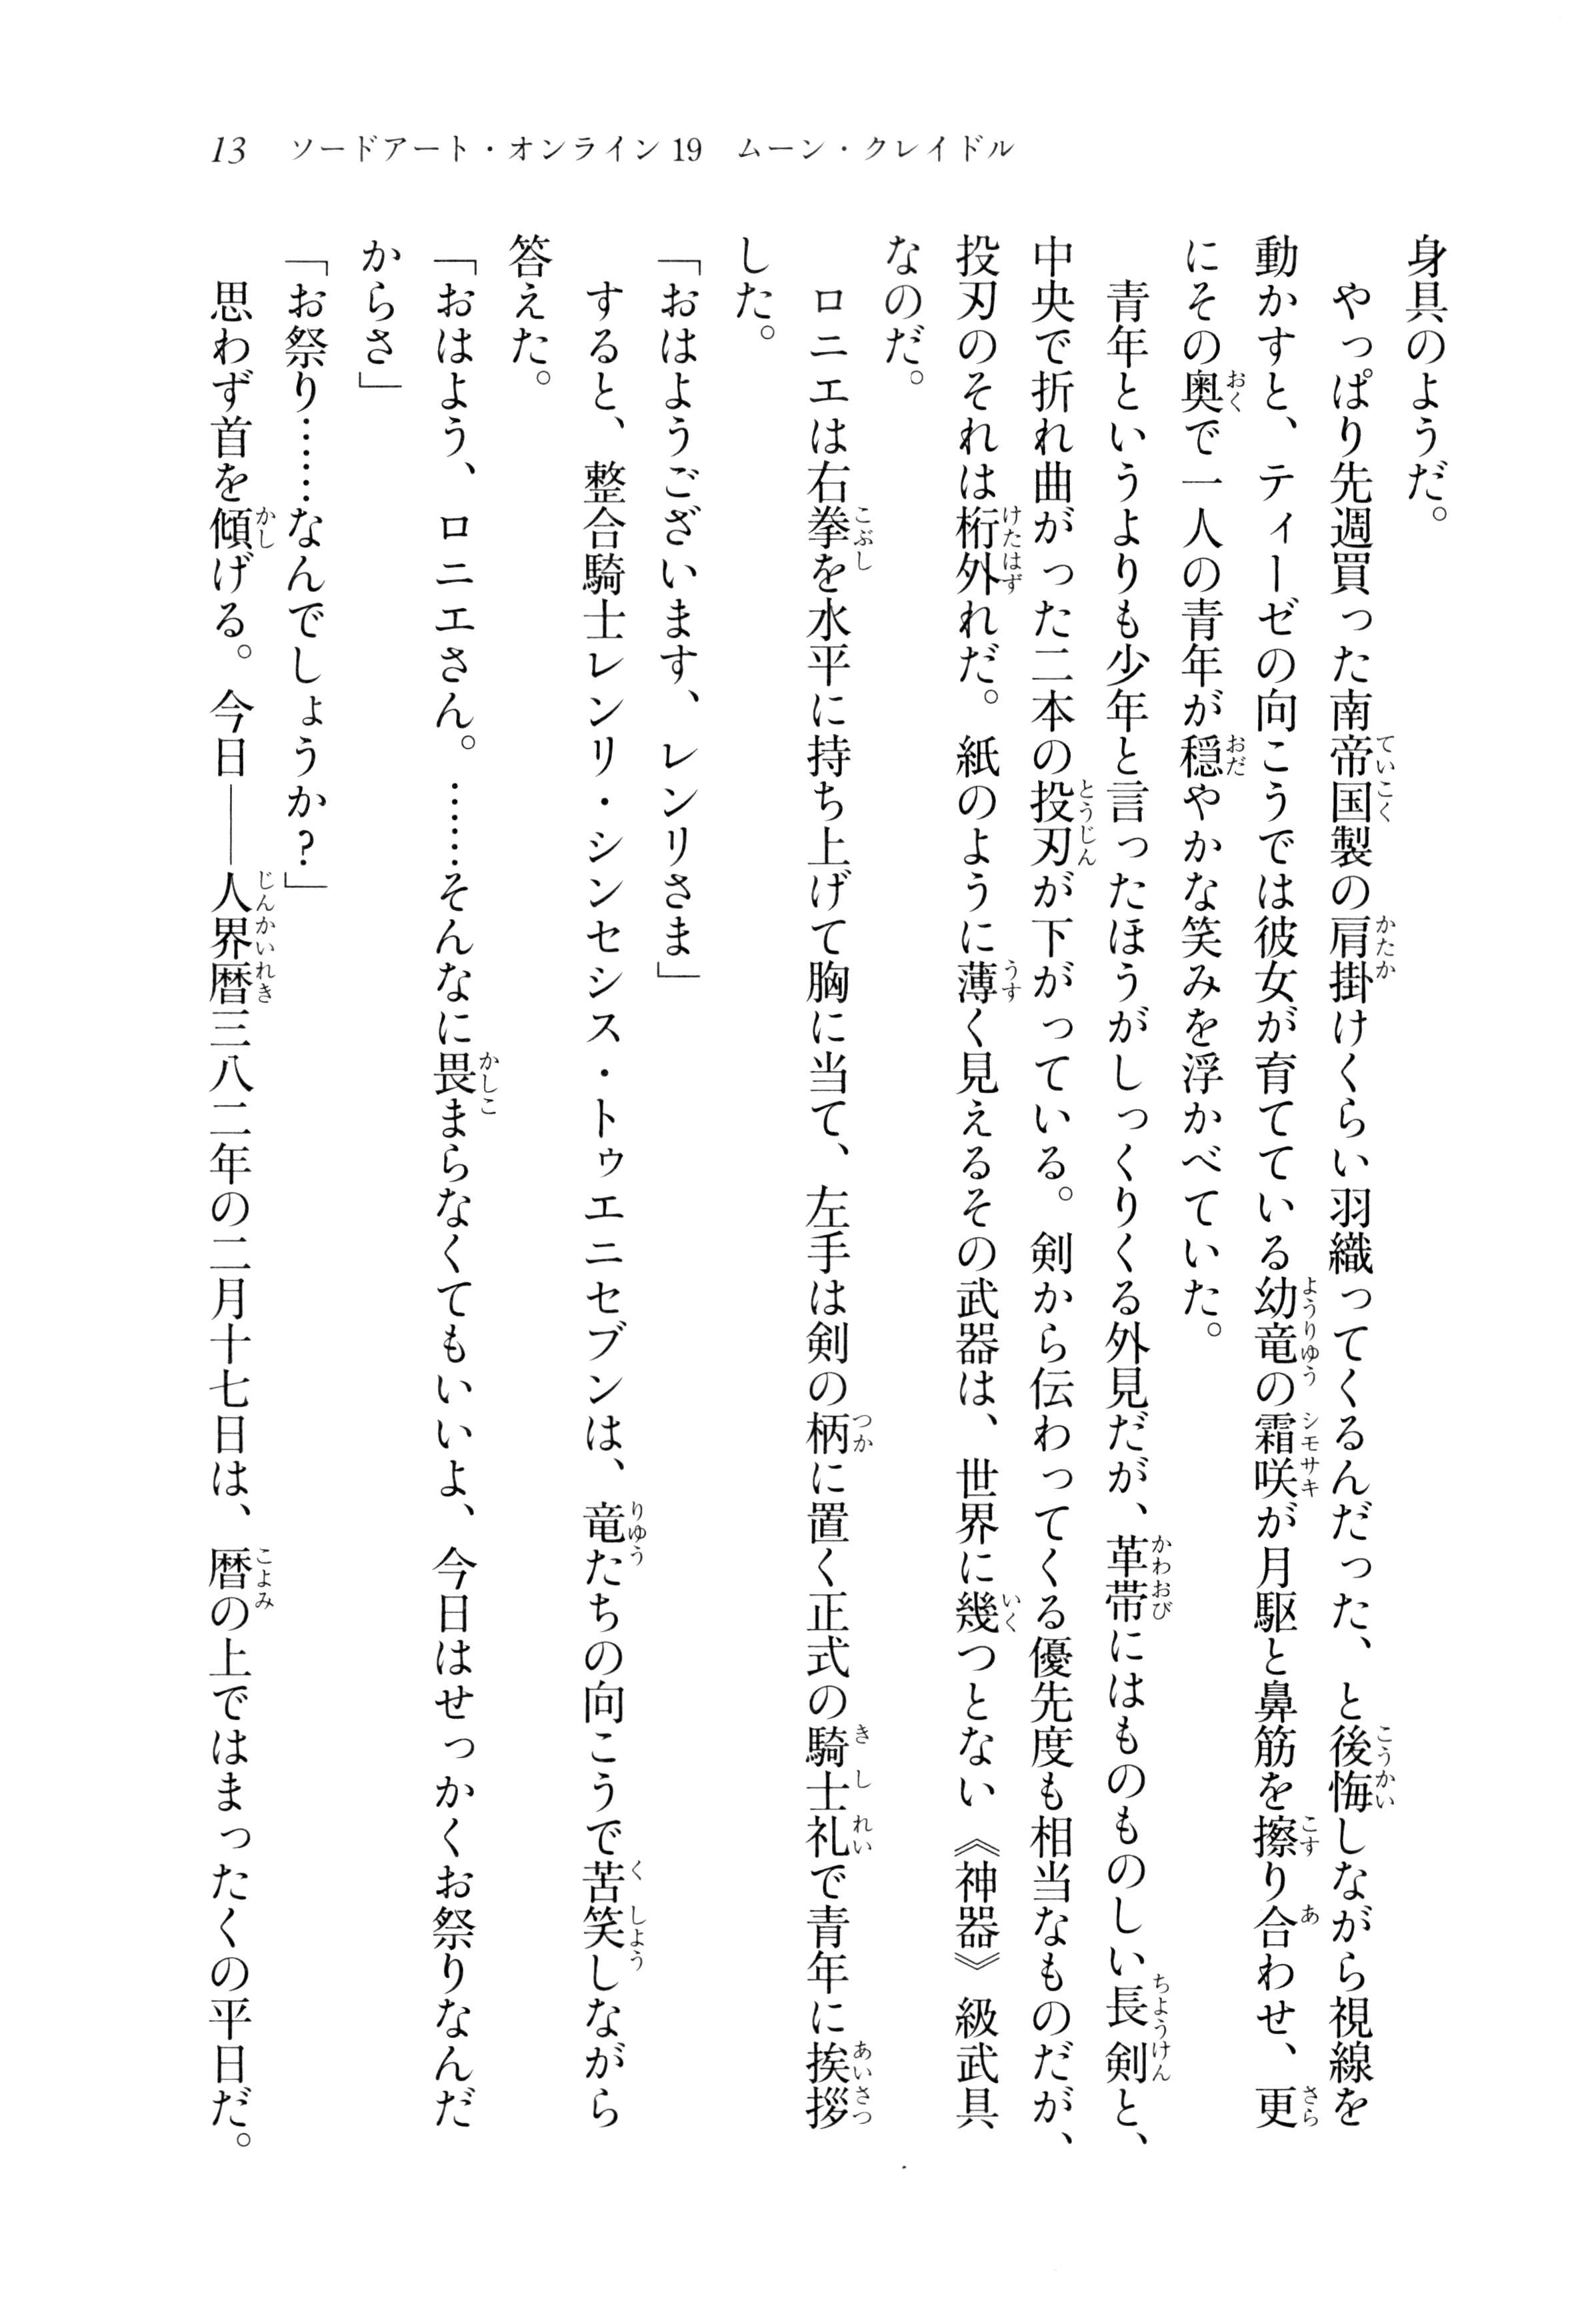 13　ソードアート・オンライン19　ムーン・クレイドル
身具のようだ。
　やっぱり先週買った南帝国製の肩掛けくらい羽織ってくるんだった、と後悔しながら視線を
動かすと、ティーゼの向こうでは彼女が育てている幼竜の霜咲が月駆と鼻筋を擦り合わせ、更
にその奥で一人の青年が穏やかな笑みを浮かべていた。
　青年というよりも少年と言ったほうがしっくりくる外見だが、革帯にはものものしい長剣と、
中央で折れ曲がった二本の投刃が下がっている。剣から伝わってくる優先度も相当なものだが、
投刃のそれは桁外れだ。紙のように薄く見えるその武器は、世界に幾つとない《神器》級武具
なのだ。
　ロニエは右拳を水平に持ち上げて胸に当て、左手は剣の柄に置く正式の騎士礼で青年に挨拶
した。
「おはようございます、レンリさま」
　すると、整合騎士レンリ・シンセシス・トゥエニセブンは、竜たちの向こうで苦笑しながら
答えた。
「おはよう、ロニエさん。……そんなに畏まらなくてもいいよ、今日はせっかくお祭りなんだ
からさ」
「お祭り……なんでしょうか？」
　思わず首を傾げる。今日――人界暦三八二年の二月十七日は、暦の上ではまったくの平日だ。